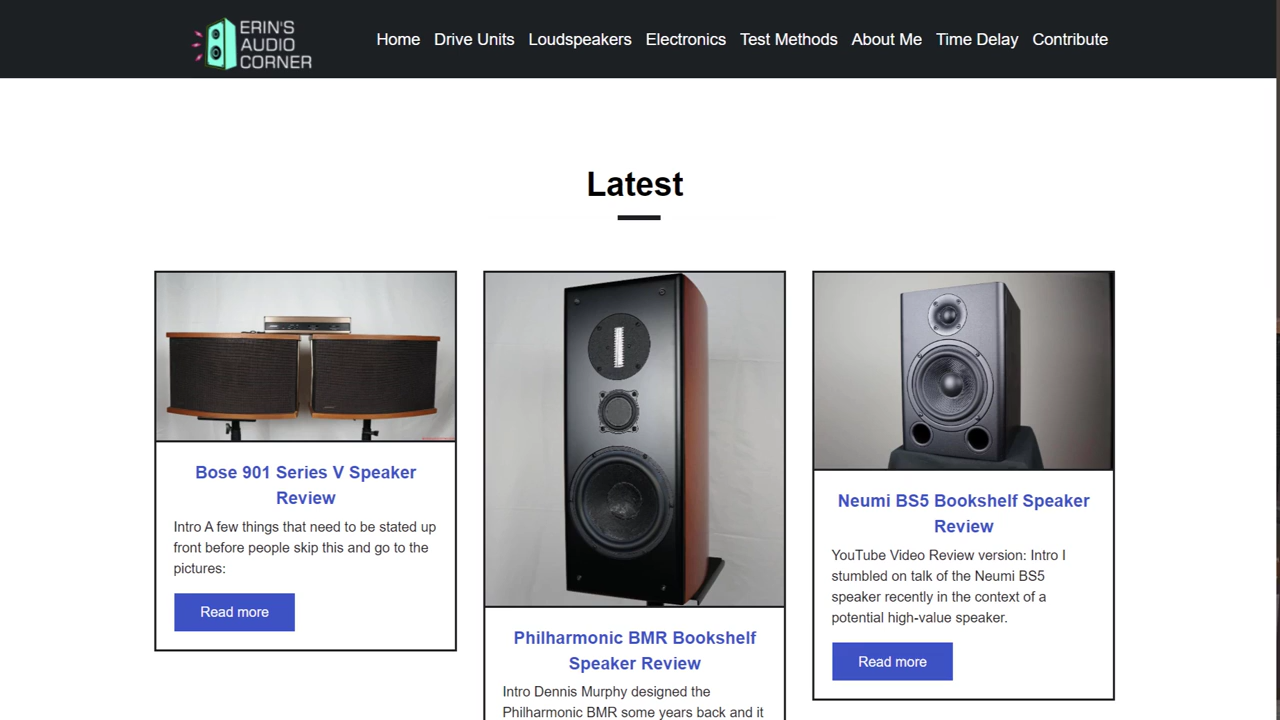 ERIN'S
AUDIO
CORNER
Home Drive Units Loudspeakers Electronics Test Methods About Me Time Delay Contribute
Latest
Bose 901 Series V Speaker
Review
Intro A few things that need to be stated up
front before people skip this and go to the
pictures:
Read more
Philharmonic BMR Bookshelf
Speaker Review
Intro Dennis Murphy designed the
Philharmonic BMR some years back and it
Neumi BS5 Bookshelf Speaker
Review
YouTube Video Review version: Intro I
stumbled on talk of the Neumi BS5
speaker recently in the context of a
potential high-value speaker.
Read more